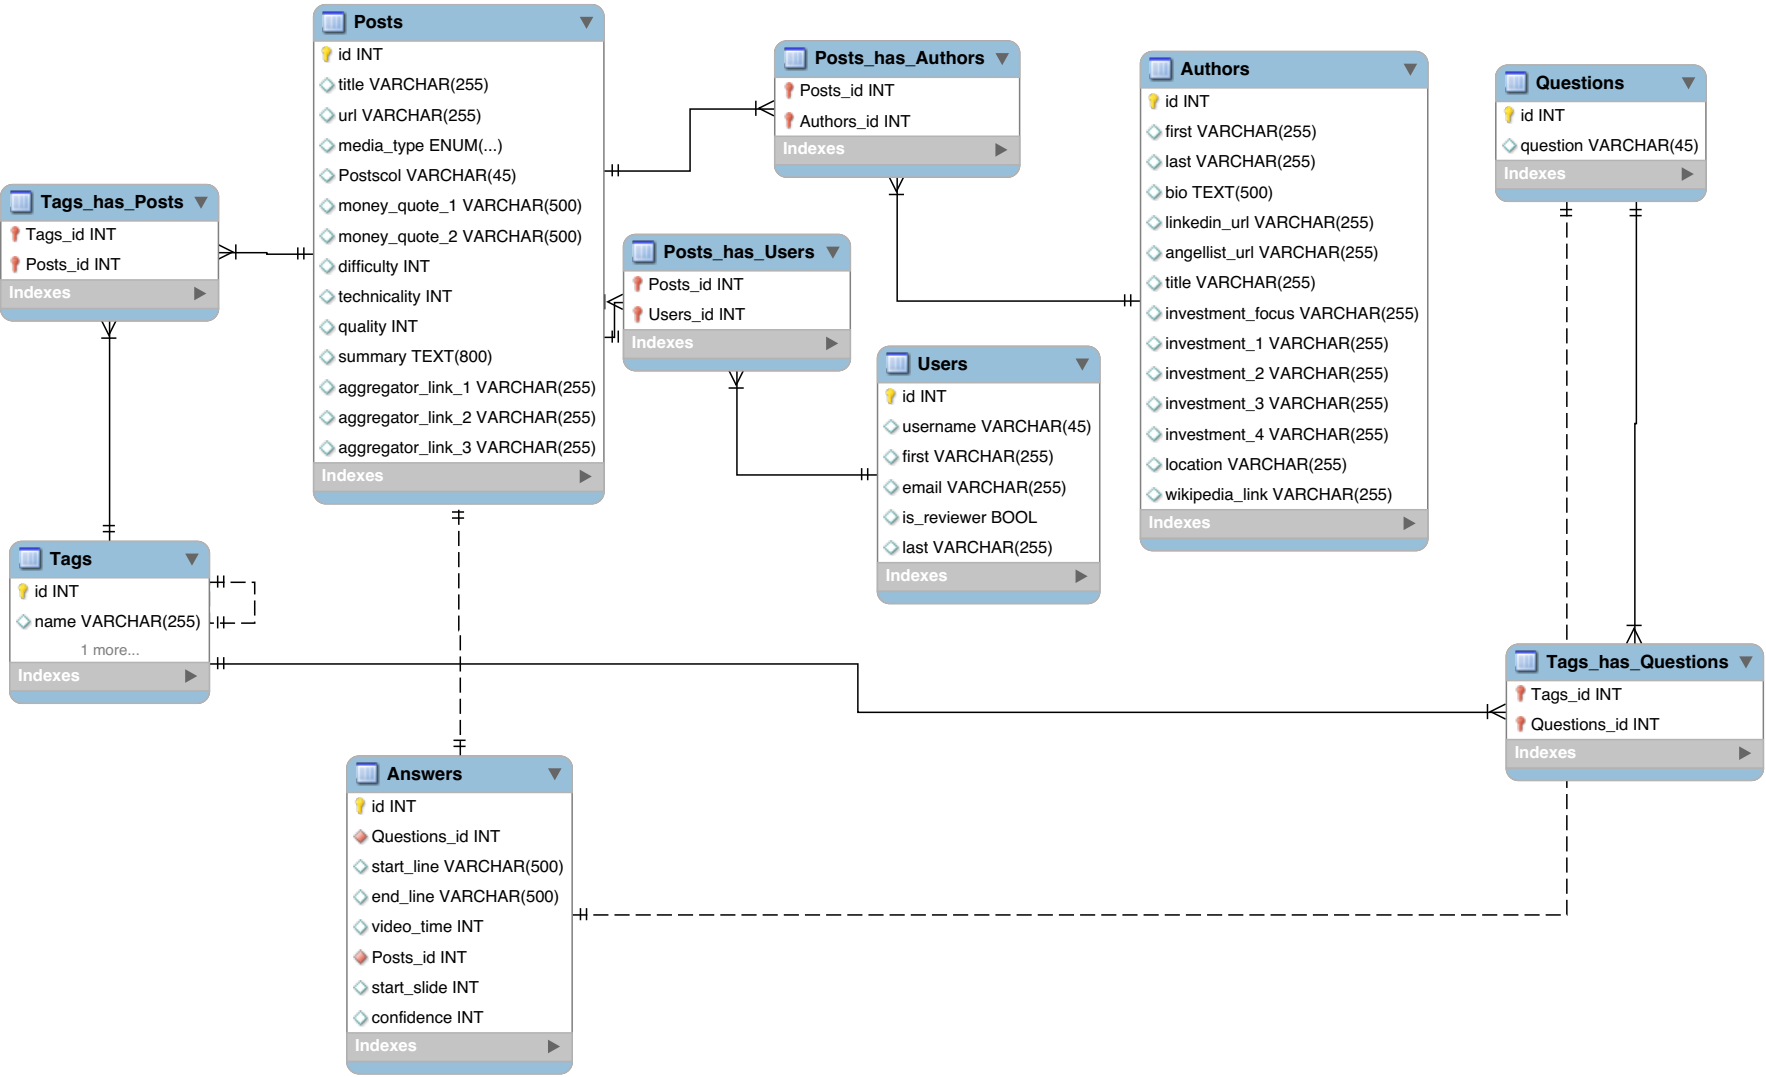 Posts
id INT
title VARCHAR(255)
url VARCHAR(255)
media_type ENUM(...)
Postscol VARCHAR(45)
money_quote_1 VARCHAR(500)
money_quote_2 VARCHAR(500)
difficulty INT
technicality INT
quality INT
summary TEXT(800)
aggregator_link_1 VARCHAR(255)
aggregator_link_2 VARCHAR(255)
aggregator_link_3 VARCHAR(255)
Indexes
Posts_has_Authors
Posts_id INT
Authors_id INT
Indexes
Authors
id INT
first VARCHAR(255)
last VARCHAR(255)
bio TEXT(500)
linkedin_url VARCHAR(255)
angellist_url VARCHAR(255)
title VARCHAR(255)
investment_focus VARCHAR(255)
investment_1 VARCHAR(255)
investment_2 VARCHAR(255)
investment_3 VARCHAR(255)
investment_4 VARCHAR(255)
location VARCHAR(255)
wikipedia_link VARCHAR(255)
Indexes
Questions
id INT
question VARCHAR(45)
Indexes
Tags_has_Posts
Tags_id INT
Posts_id INT
Indexes
Posts_has_Users
Posts_id INT
Users_id INT
Indexes
Users
id INT
username VARCHAR(45)
first VARCHAR(255)
email VARCHAR(255)
is_reviewer BOOL
last VARCHAR(255)
Indexes
Tags
id INT
name VARCHAR(255)
1 more...
Indexes
Tags_has_Questions
Tags_id INT
Questions_id INT
Indexes
Answers
id INT
Questions_id INT
start_line VARCHAR(500)
end_line VARCHAR(500)
video_time INT
Posts_id INT
start_slide INT
confidence INT
Indexes